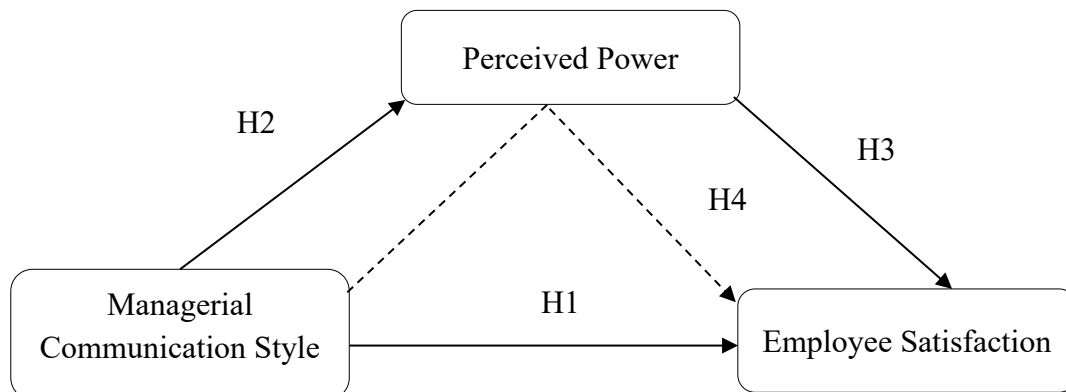 Perceived Power
H2
H3
H4
Managerial
Communication Style
H1
Employee Satisfaction